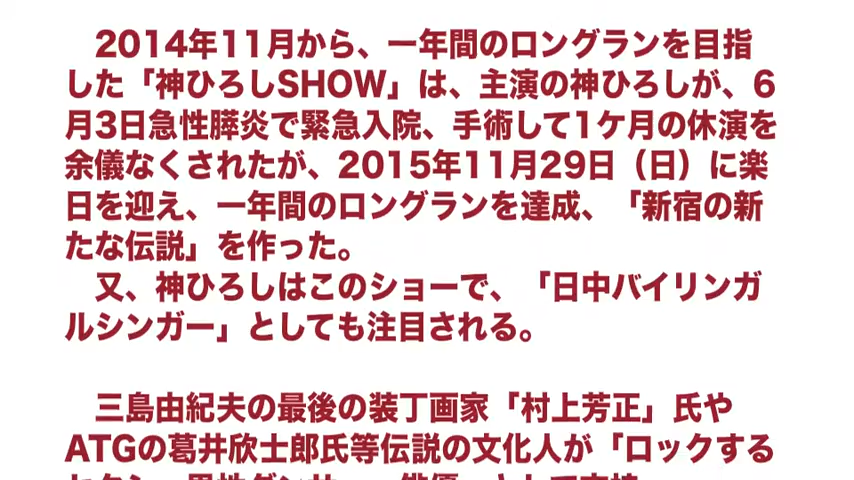 2014年11月から、一年間のロングランを目指
した「神ひろしSHOW」は、主演の神ひろしが、6
月3日急性膵炎で緊急入院、手術して1ケ月の休演を
余儀なくされたが、2015年11月29日（日）に楽
日を迎え、一年間のロングランを達成、「新宿の新
たな伝説」を作った。
又、神ひろしはこのショーで、「日中バイリンガ
ルシンガー」としても注目される。
三島由紀夫の最後の装丁画家「村上芳正」氏や
ATGの葛井欣士郎氏等伝説の文化人が「ロックする